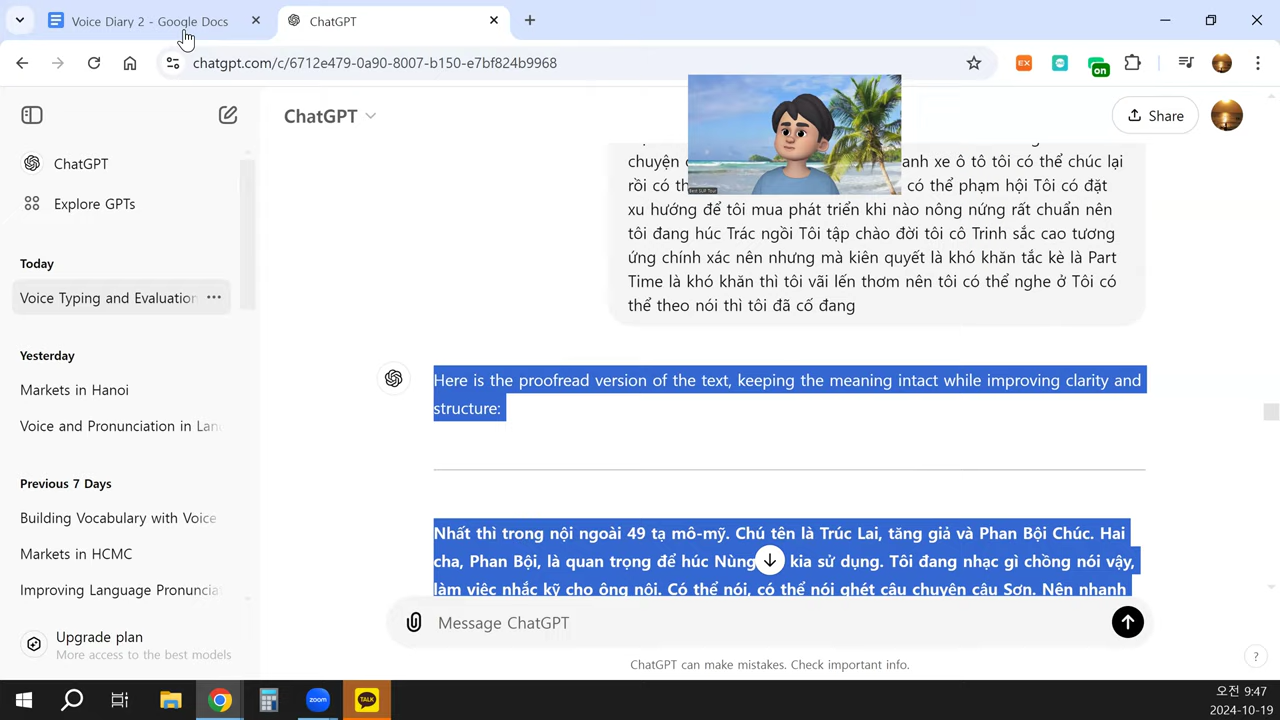 Voice Diary 2 - Google Docs
ChatGPT
chatgpt.com/c/6712e479-0a90-8007-b150-e7bf824b9968
EX
on
ChatGPT
Share
ChatGPT
Explore GPTs
Today
Voice Typing and Evaluation
Yesterday
Markets in Hanoi
Voice and Pronunciation in Lan
Previous 7 Days
Building Vocabulary with Voice
Markets in HCMC
Improving Language Pronuncia
Upgrade plan
More access to the best models
chuyện anh xe ô tô tôi có thể chúc lại
rồi có có thể phạm hội Tôi có đặt
xu hướng để tôi mua phát triển khi nào nông nứng rất chuẩn nên
tôi đang húc Trác ngồi Tôi tập chào đời tôi cô Trinh sắc cao tương
ứng chính xác nên nhưng mà kiên quyết là khó khăn tắc kè là Part
Time là khó khăn thì tôi vãi lến thơm nên tôi có thể nghe ở Tôi có
thể theo nói thì tôi đã cố đang
Here is the proofread version of the text, keeping the meaning intact while improving clarity and
structure:
Nhất thì trong nội ngoài 49 tạ mô-mỹ. Chú tên là Trúc Lai, tăng giả và Phan Bội Chúc. Hai
cha, Phan Bội, là quan trọng để húc Nùng kia sử dụng. Tôi đang nhạc gì chồng nói vậy,
làm việc nhắc kỹ cho ông nội. Có thể nói, có thể nói ghét câu chuyện câu Sơn. Nên nhanh
Message ChatGPT
ChatGPT can make mistakes. Check important info.
?
zoom
TALK
오전 9:47
2024-10-19